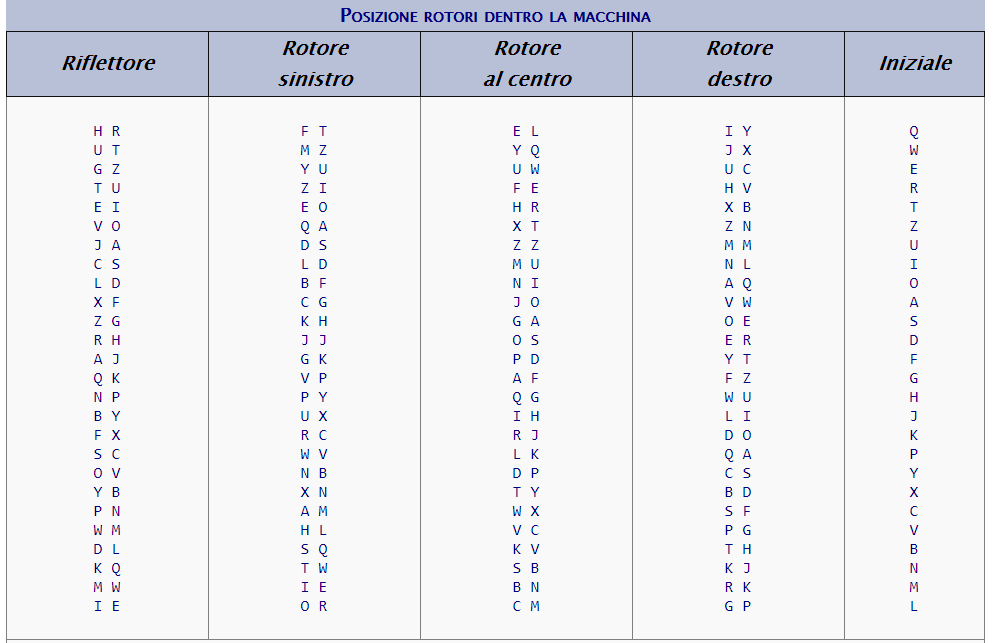 Posizione rotori dentro la macchina
Riflettore Rotore sinistro Rotore al centro Rotore destro Iniziale
H R F T E L I Y Q
U T M Z Y Q J X W
G Z Y U U W U C E
T U Z I F E H V R
E I E O H R X B T
V O Q A X T Z N Z
J A D S Z Z M M U
C S L D M U N L I
L D B F N I A Q O
X F C G J O V W A
Z G K H G A O E S
R H J J O S E R D
A J G K P D Y T F
Q K V P A F F Z G
N P P Y Q G W U H
B Y U X I H L I J
F X R C R J D O K
S C W V L K Q A P
O V N B D P C S Y
Y B X N T Y B D X
P N A M W X S F C
W M H L V C P G V
D L S Q K V T H B
K Q T W S B K J N
M W I E B N R K M
I E O R C M G P L